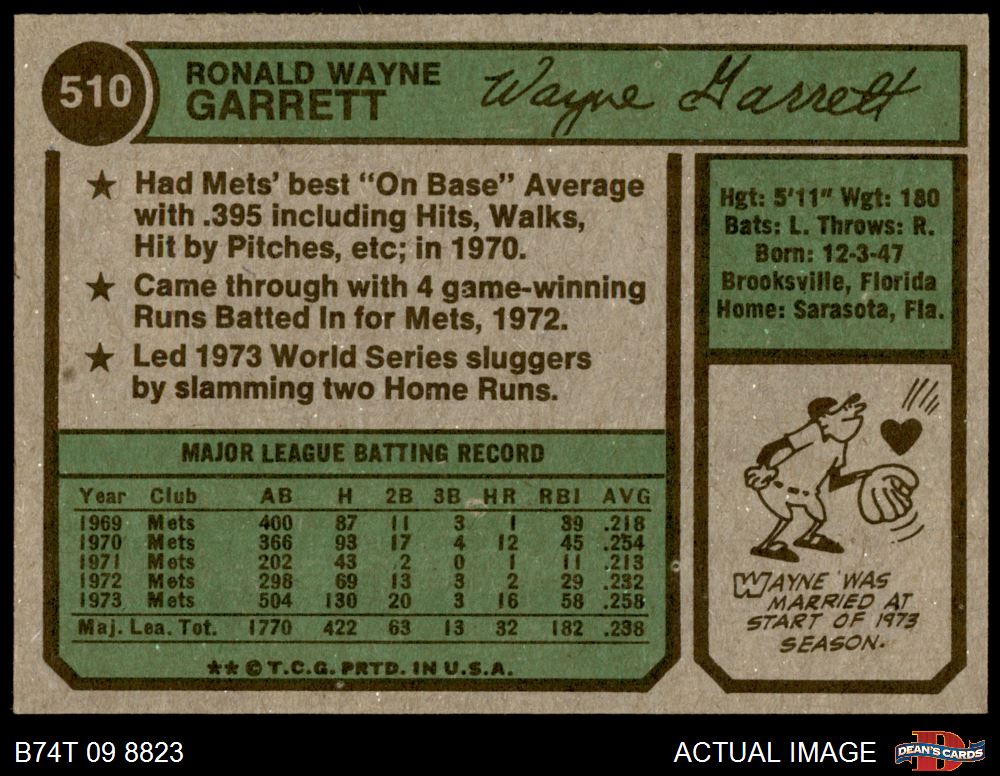 510
RONALD WAYNE
GARRETT
Wayne Garrett
★ Had Mets' best "On Base" Average
with .395 including Hits, Walks,
Hit by Pitches, etc; in 1970.
★ Came through with 4 game-winning
Runs Batted In for Mets, 1972.
★ Led 1973 World Series sluggers
by slamming two Home Runs.
Hgt: 5'11" Wgt: 180
Bats: L. Throws: R.
Born: 12-3-47
Brooksville, Florida
Home: Sarasota, Fla.
MAJOR LEAGUE BATTING RECORD
Year Club AB H 2B 3B HR RBI AVG
1969 Mets 400 87 11 3 1 39 .218
1970 Mets 366 93 17 4 12 45 .254
1971 Mets 202 43 2 0 1 11 .213
1972 Mets 298 69 13 3 2 29 .232
1973 Mets 504 130 20 3 16 58 .258
Maj. Lea. Tot. 1770 422 63 13 32 182 .238
★★ © T.C.G. PRTD. IN U.S.A.
WAYNE WAS
MARRIED AT
START OF 1973
SEASON.
B74T 09 8823
ACTUAL IMAGE
DEAN'S CARDS